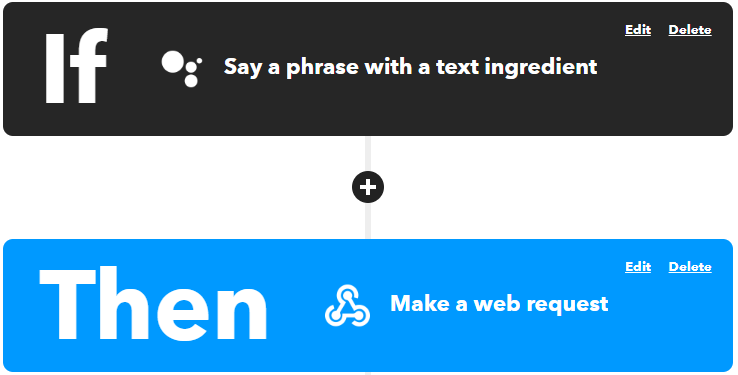 Edit Delete
If Say a phrase with a text ingredient
Edit Delete
Then Make a web request